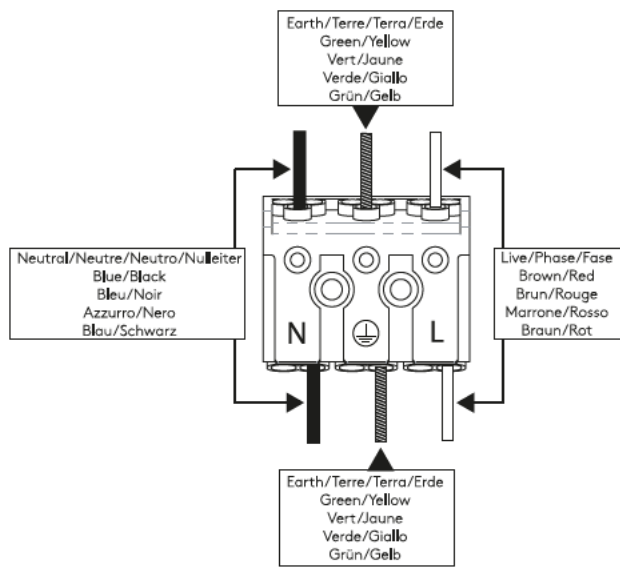 Earth/Terre/Terra/Erde
Green/Yellow
Vert/Jaune
Verde/Giallo
Grün/Gelb
Neutral/Neutre/Neutro/Nulleiter
Blue/Black
Bleu/Noir
Azzurro/Nero
Blau/Schwarz
Live/Phase/Fase
Brown/Red
Brun/Rouge
Marrone/Rosso
Braun/Rot
N
L
Earth/Terre/Terra/Erde
Green/Yellow
Vert/Jaune
Verde/Giallo
Grün/Gelb